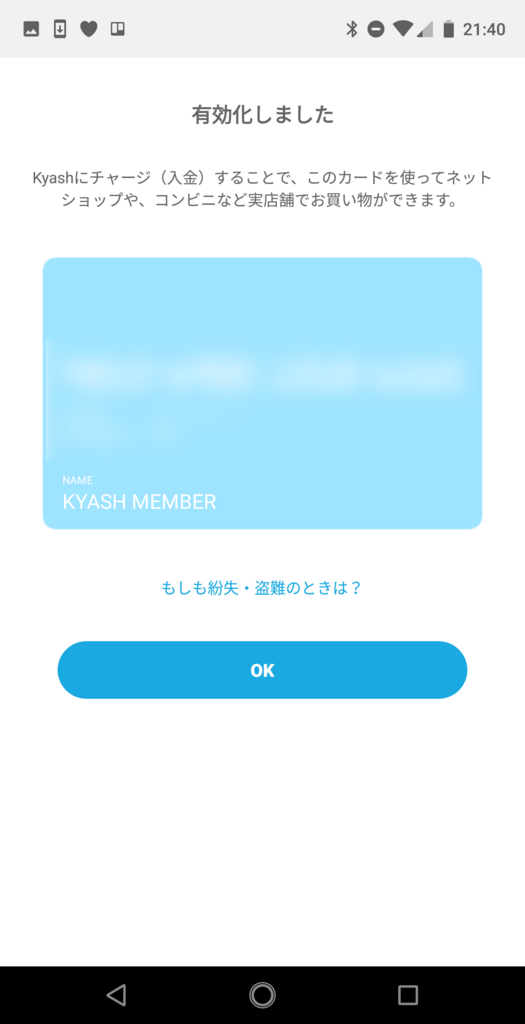 21:40
有効化しました
Kyashにチャージ（入金）することで、このカードを使ってネット
ショップや、コンビニなど実店舗でお買い物ができます。
NAME
KYASH MEMBER
もしも紛失・盗難のときは？
OK